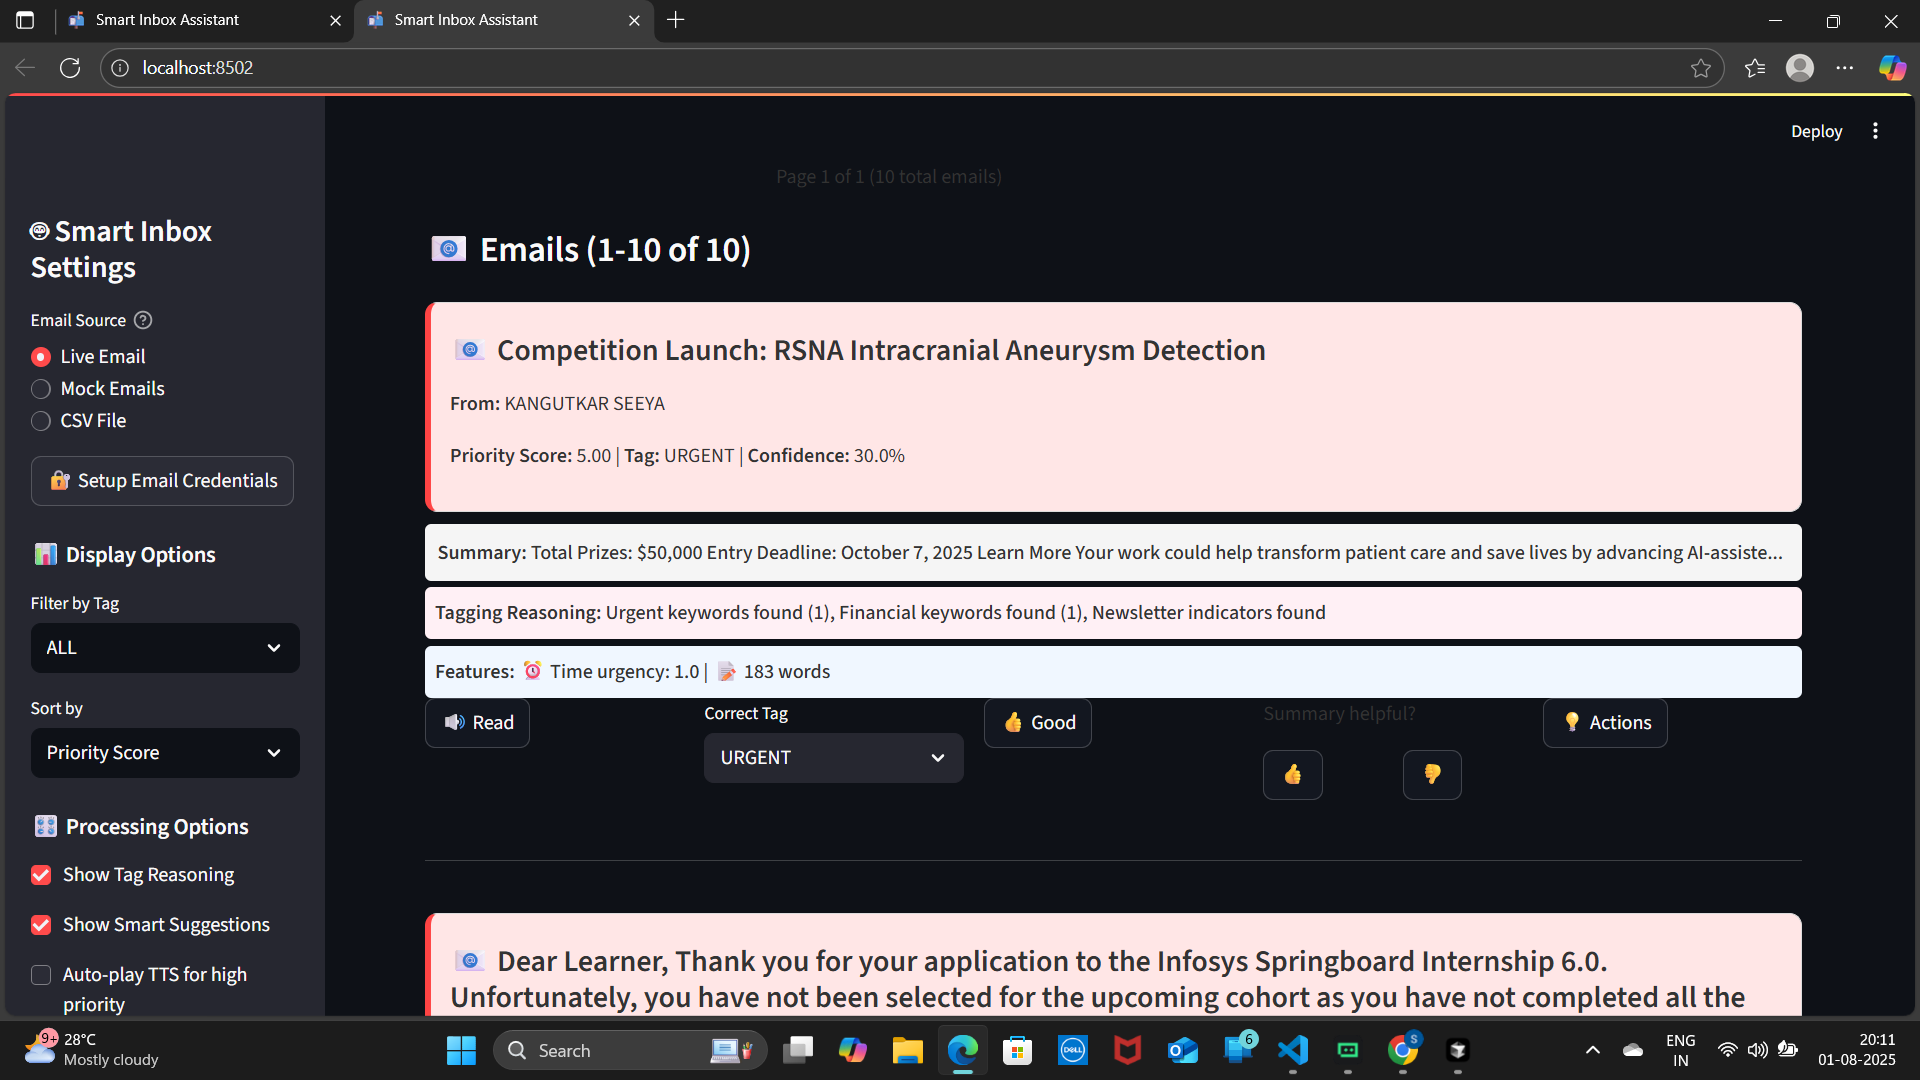 Smart Inbox Assistant
Smart Inbox Assistant
localhost:8502
Deploy
Smart Inbox
Settings
Email Source
Live Email
Mock Emails
CSV File
Setup Email Credentials
Display Options
Filter by Tag
ALL
Sort by
Priority Score
Processing Options
Show Tag Reasoning
Show Smart Suggestions
Auto-play TTS for high
priority
Page 1 of 1 (10 total emails)
Emails (1-10 of 10)
Competition Launch: RSNA Intracranial Aneurysm Detection
From: KANGUTKAR SEEYA
Priority Score: 5.00 | Tag: URGENT | Confidence: 30.0%
Summary: Total Prizes: $50,000 Entry Deadline: October 7, 2025 Learn More Your work could help transform patient care and save lives by advancing AI-assiste...
Tagging Reasoning: Urgent keywords found (1), Financial keywords found (1), Newsletter indicators found
Features: ⏰ Time urgency: 1.0 | 📝 183 words
Read
Correct Tag
URGENT
Good
Summary helpful?
Actions
Dear Learner, Thank you for your application to the Infosys Springboard Internship 6.0.
Unfortunately, you have not been selected for the upcoming cohort as you have not completed all the
9+
28°C
Mostly cloudy
Search
DELL
6
S
ENG
IN
20:11
01-08-2025